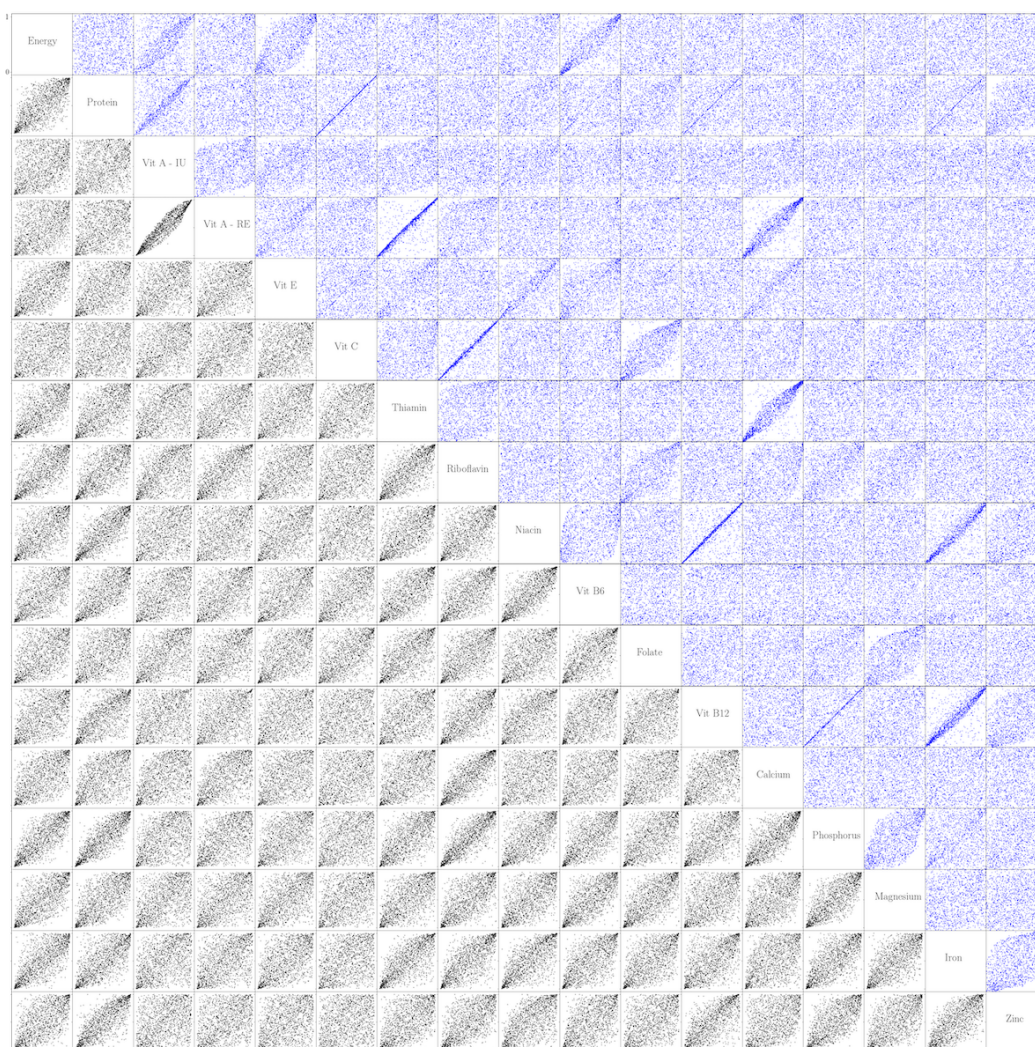 1
Energy
0
Protein
Vit A - IU
Vit A - RE
Vit E
Vit C
Thiamin
Riboflavin
Niacin
Vit B6
Folate
Vit B12
Calcium
Phosphorus
Magnesium
Iron
Zinc